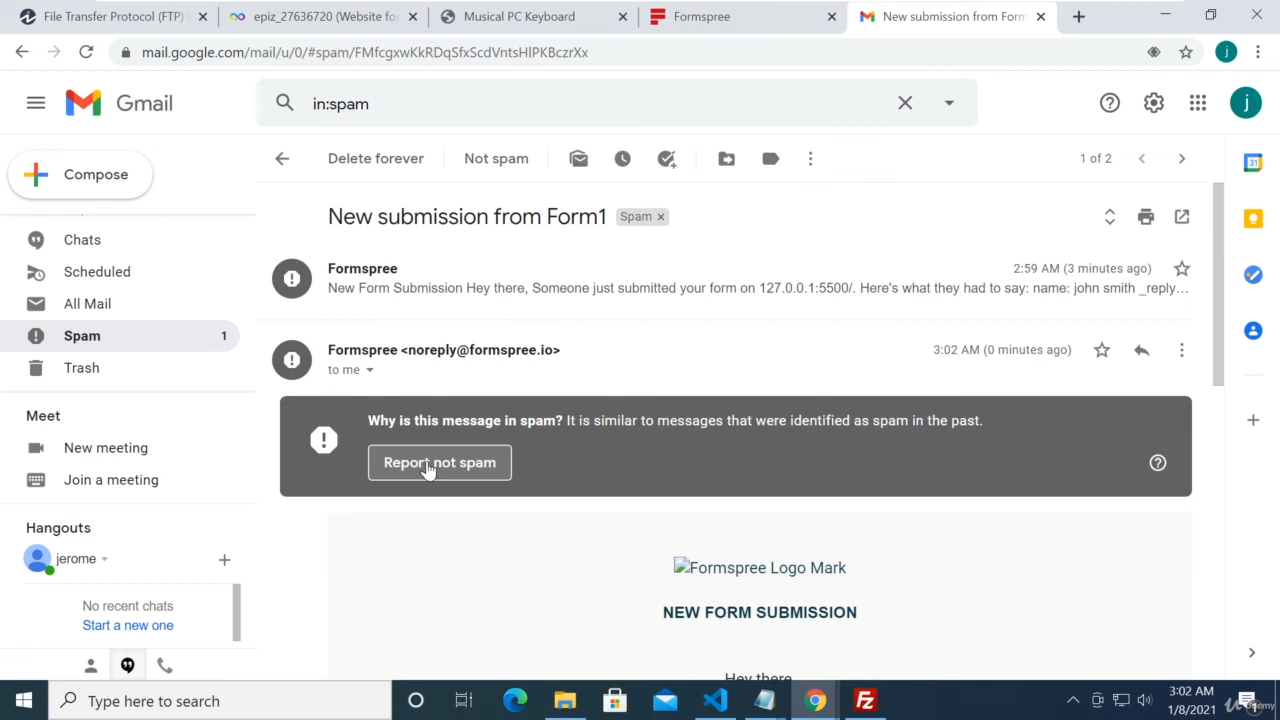 File Transfer Protocol (FTP)
epiz_27636720 (Website for
Musical PC Keyboard
Formspree
New submission from Form
mail.google.com/mail/u/0/#spam/FMfcgxwKkRDqSfxScdVntsHlPKBczrXx
j
Gmail
in:spam
j
Compose
Delete forever
Not spam
1 of 2
31
New submission from Form1
Spam
Chats
Scheduled
All Mail
Spam
1
Trash
Formspree
2:59 AM (3 minutes ago)
New Form Submission Hey there, Someone just submitted your form on 127.0.0.1:5500/. Here's what they had to say: name: john smith _reply…
Formspree <noreply@formspree.io>
3:02 AM (0 minutes ago)
to me
Why is this message in spam? It is similar to messages that were identified as spam in the past.
Report not spam
Meet
New meeting
Join a meeting
Hangouts
jerome
No recent chats
Start a new one
Formspree Logo Mark
NEW FORM SUBMISSION
Hey there
Type here to search
Fz
3:02 AM
1/8/2021
1
Udemy